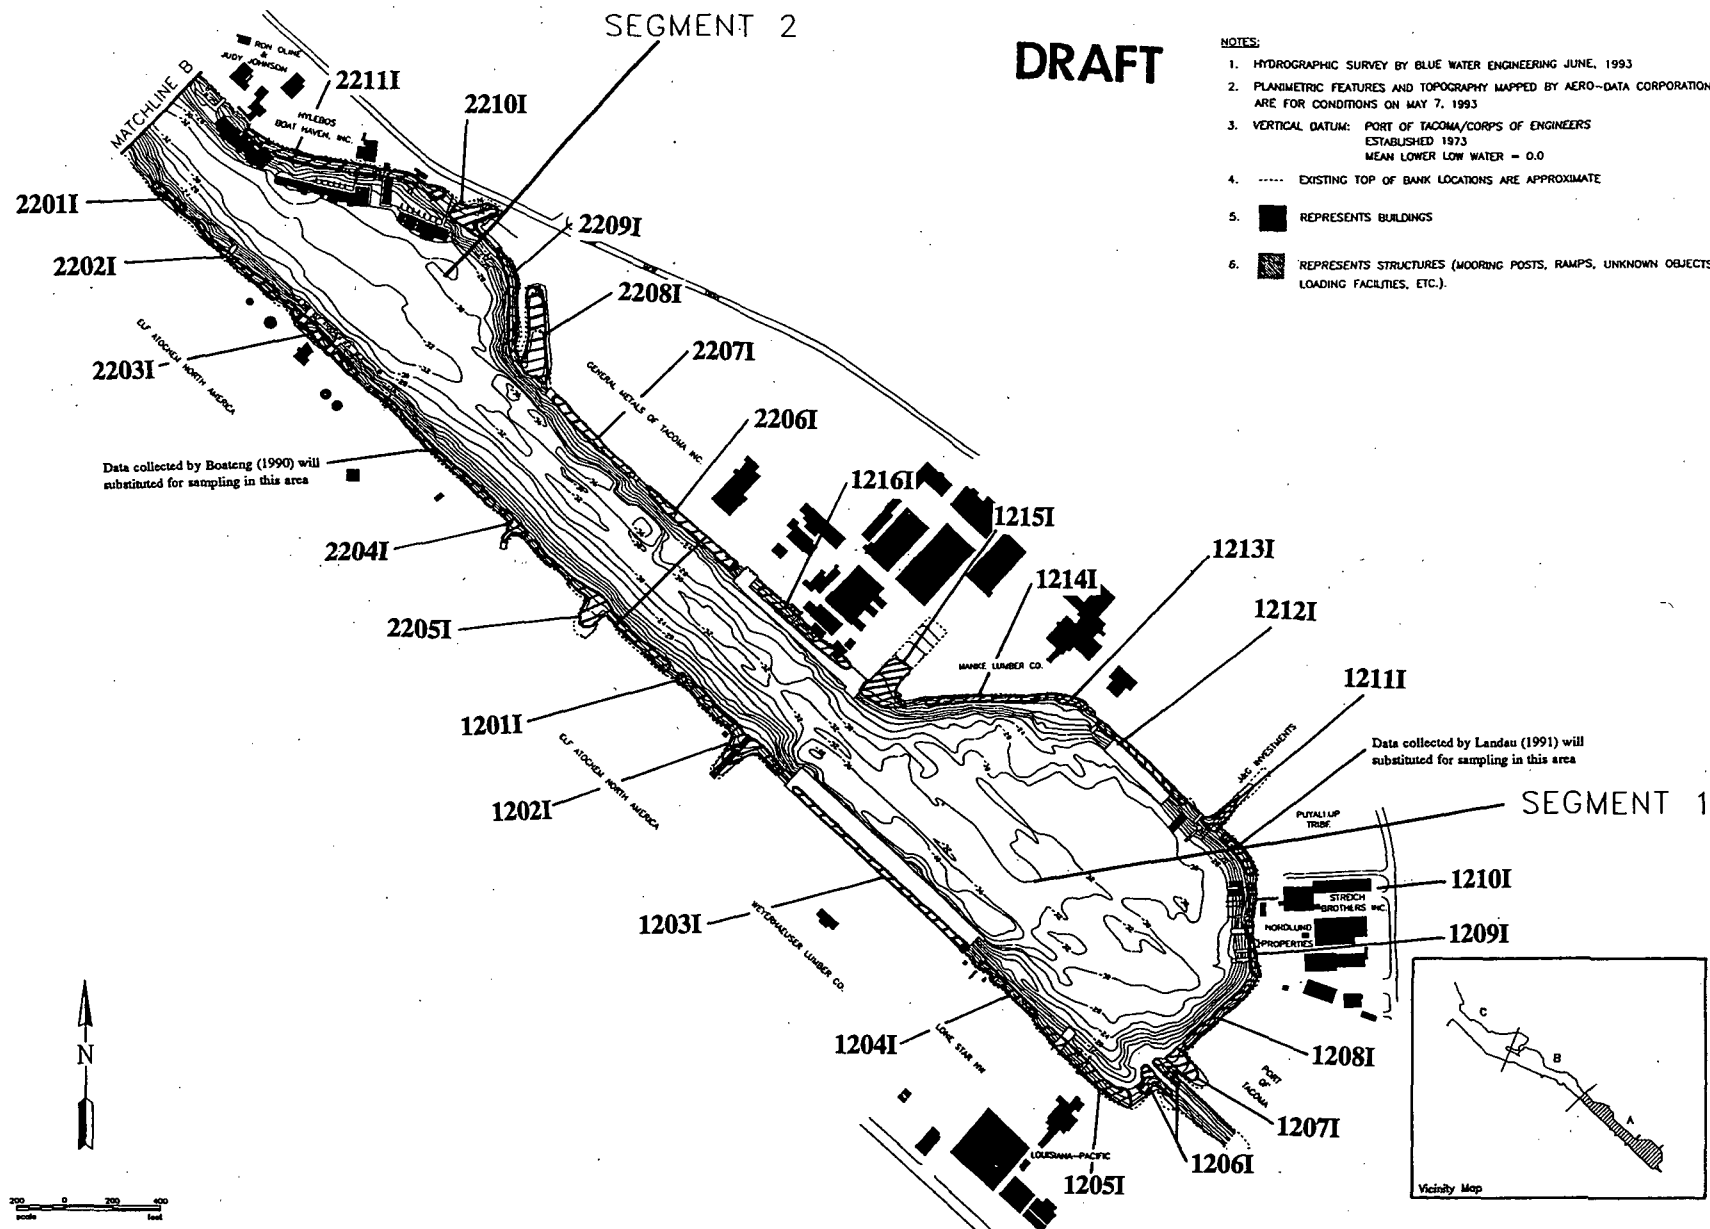 SEGMENT 2
DRAFT
NOTES:
1. HYDROGRAPHIC SURVEY BY BLUE WATER ENGINEERING JUNE, 1993
2. PLANIMETRIC FEATURES AND TOPOGRAPHY MAPPED BY AERO-DATA CORPORATION
ARE FOR CONDITIONS ON MAY 7, 1993
3. VERTICAL DATUM: PORT OF TACOMA/CORPS OF ENGINEERS
ESTABLISHED 1973
MEAN LOWER LOW WATER = 0.0
4. ----- EXISTING TOP OF BANK LOCATIONS ARE APPROXIMATE
5. REPRESENTS BUILDINGS
6. REPRESENTS STRUCTURES (MOORING POSTS, RAMPS, UNKNOWN OBJECTS
LOADING FACILITIES, ETC.).
RON OLINE
&
JUDY JOHNSON
2211I
2210I
HYLEBOS
BOAT HAVEN, INC.
MATCHLINE B
2201I
2209I
2202I
2208I
ELF ATOCHEM NORTH AMERICA
2203I
2207I
GENERAL METALS OF TACOMA INC.
2206I
Data collected by Boateng (1990) will
substituted for sampling in this area
1216I
1215I
2204I
1213I
1214I
1212I
2205I
MANKE LUMBER CO.
1211I
1201I
ELF ATOCHEM NORTH AMERICA
J&G INVESTMENTS
Data collected by Landau (1991) will
substituted for sampling in this area
1202I
SEGMENT 1
PUYALLUP
TRIBE
1210I
STREICH
BROTHERS INC.
1203I
WEYERHAEUSER LUMBER CO.
NORDLUND
PROPERTIES
1209I
1204I
LONE STAR NW
1208I
PORT
OF
TACOMA
1207I
1206I
LOUISIANA-PACIFIC
1205I
N
C
B
A
Vicinity Map
200 0 200 400
scale feet